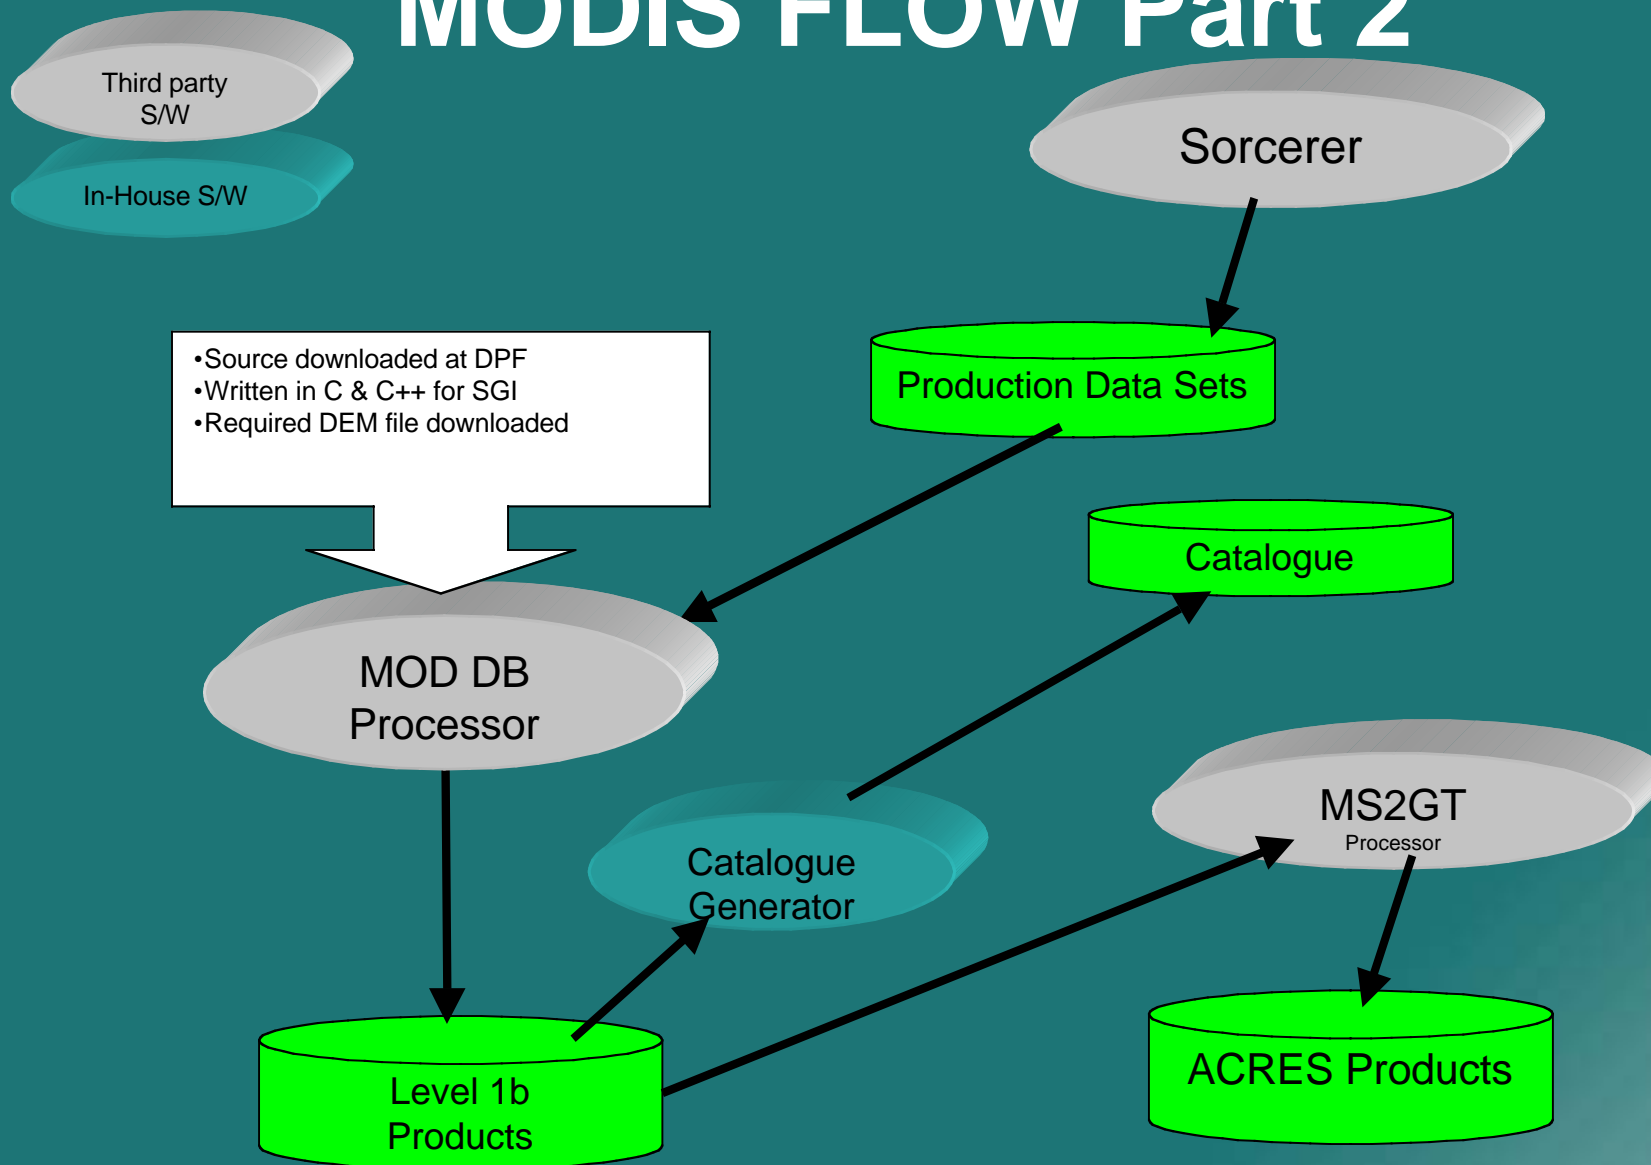 MODIS FLOW Part 2
Third party
S/W
In-House S/W
Sorcerer
•Source downloaded at DPF
•Written in C & C++ for SGI
•Required DEM file downloaded
Production Data Sets
Catalogue
MOD DB
Processor
MS2GT
Processor
Catalogue
Generator
Level 1b
Products
ACRES Products